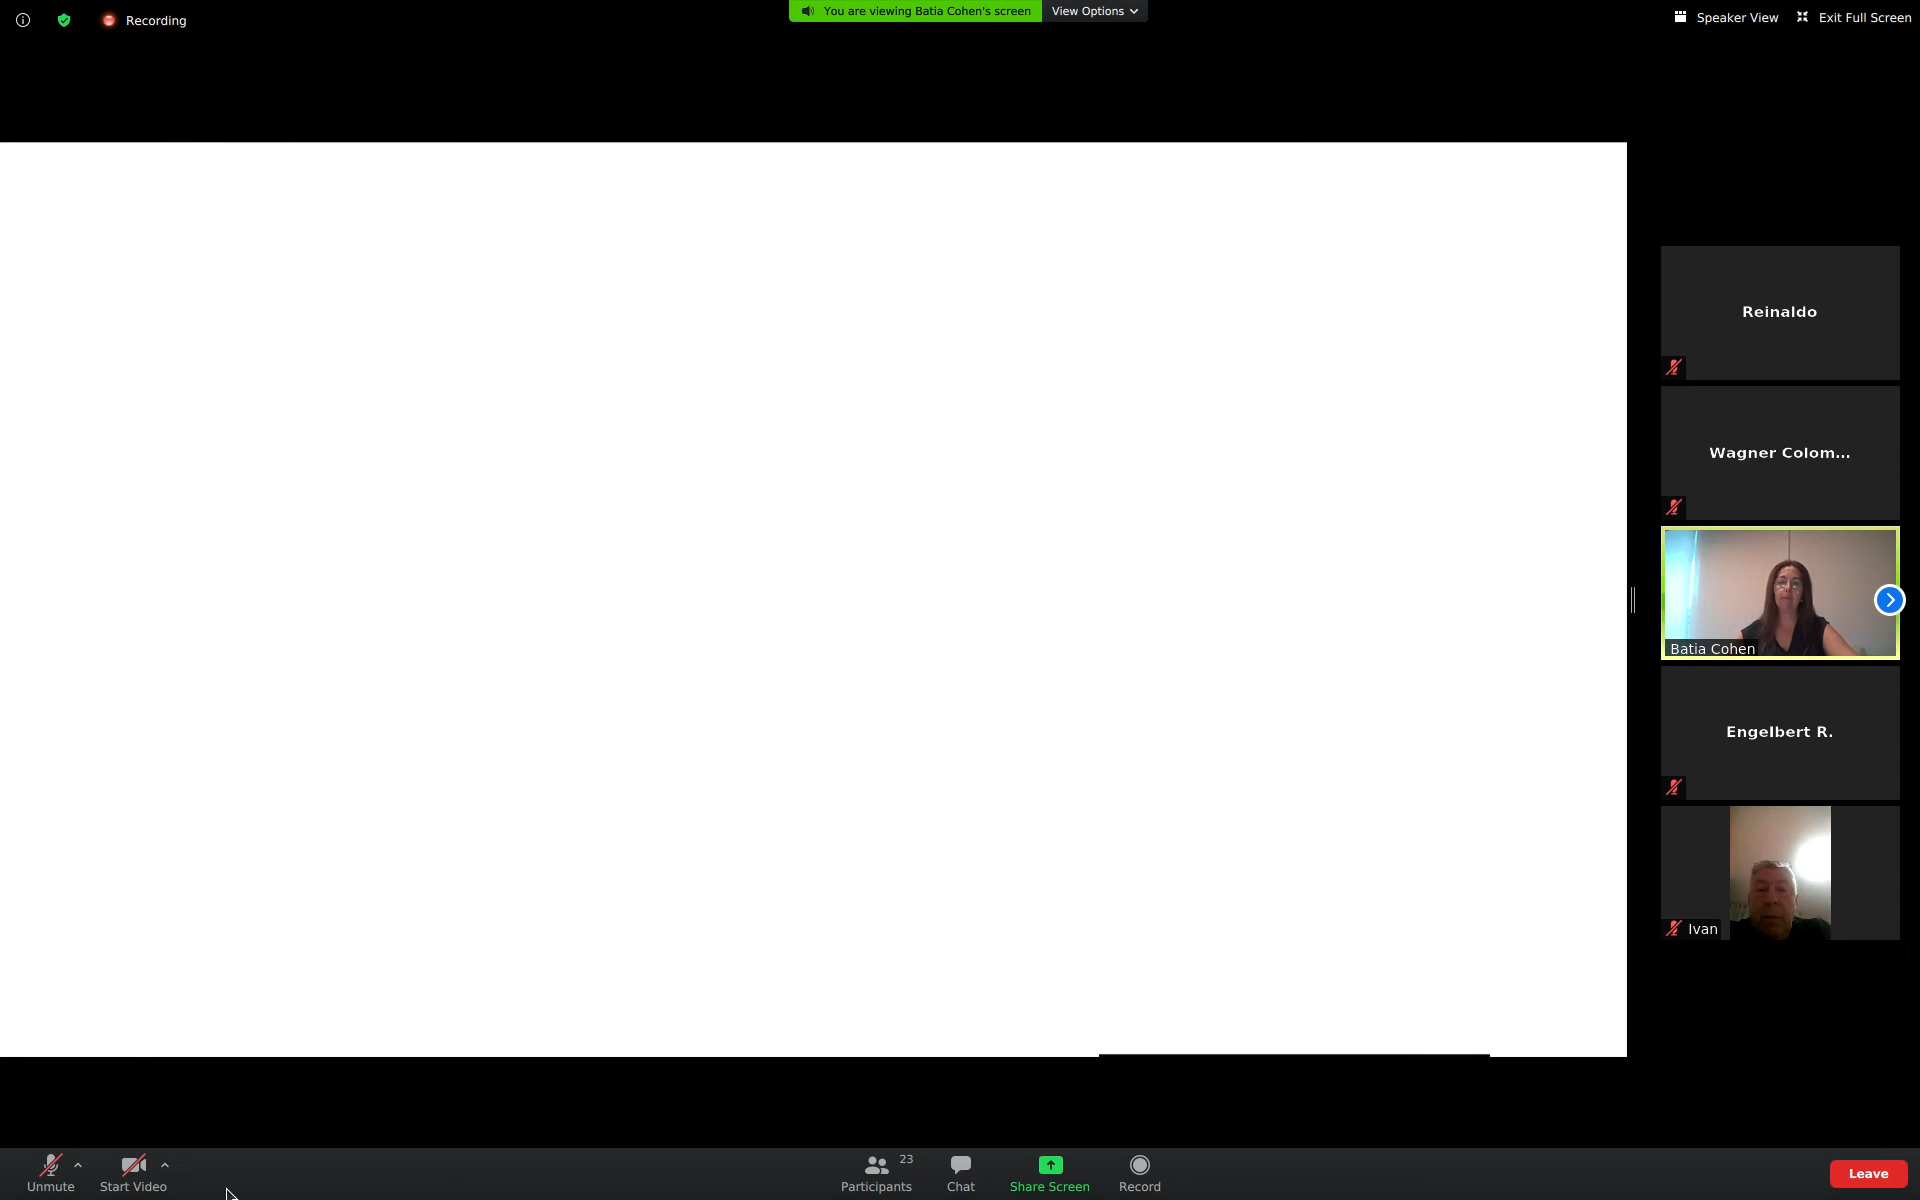 Recording
You are viewing Batia Cohen's screen
View Options
Speaker View
Exit Full Screen
Reinaldo
Wagner Colom...
Batia Cohen
Engelbert R.
Ivan
Unmute
Start Video
Participants
23
Chat
Share Screen
Record
Leave